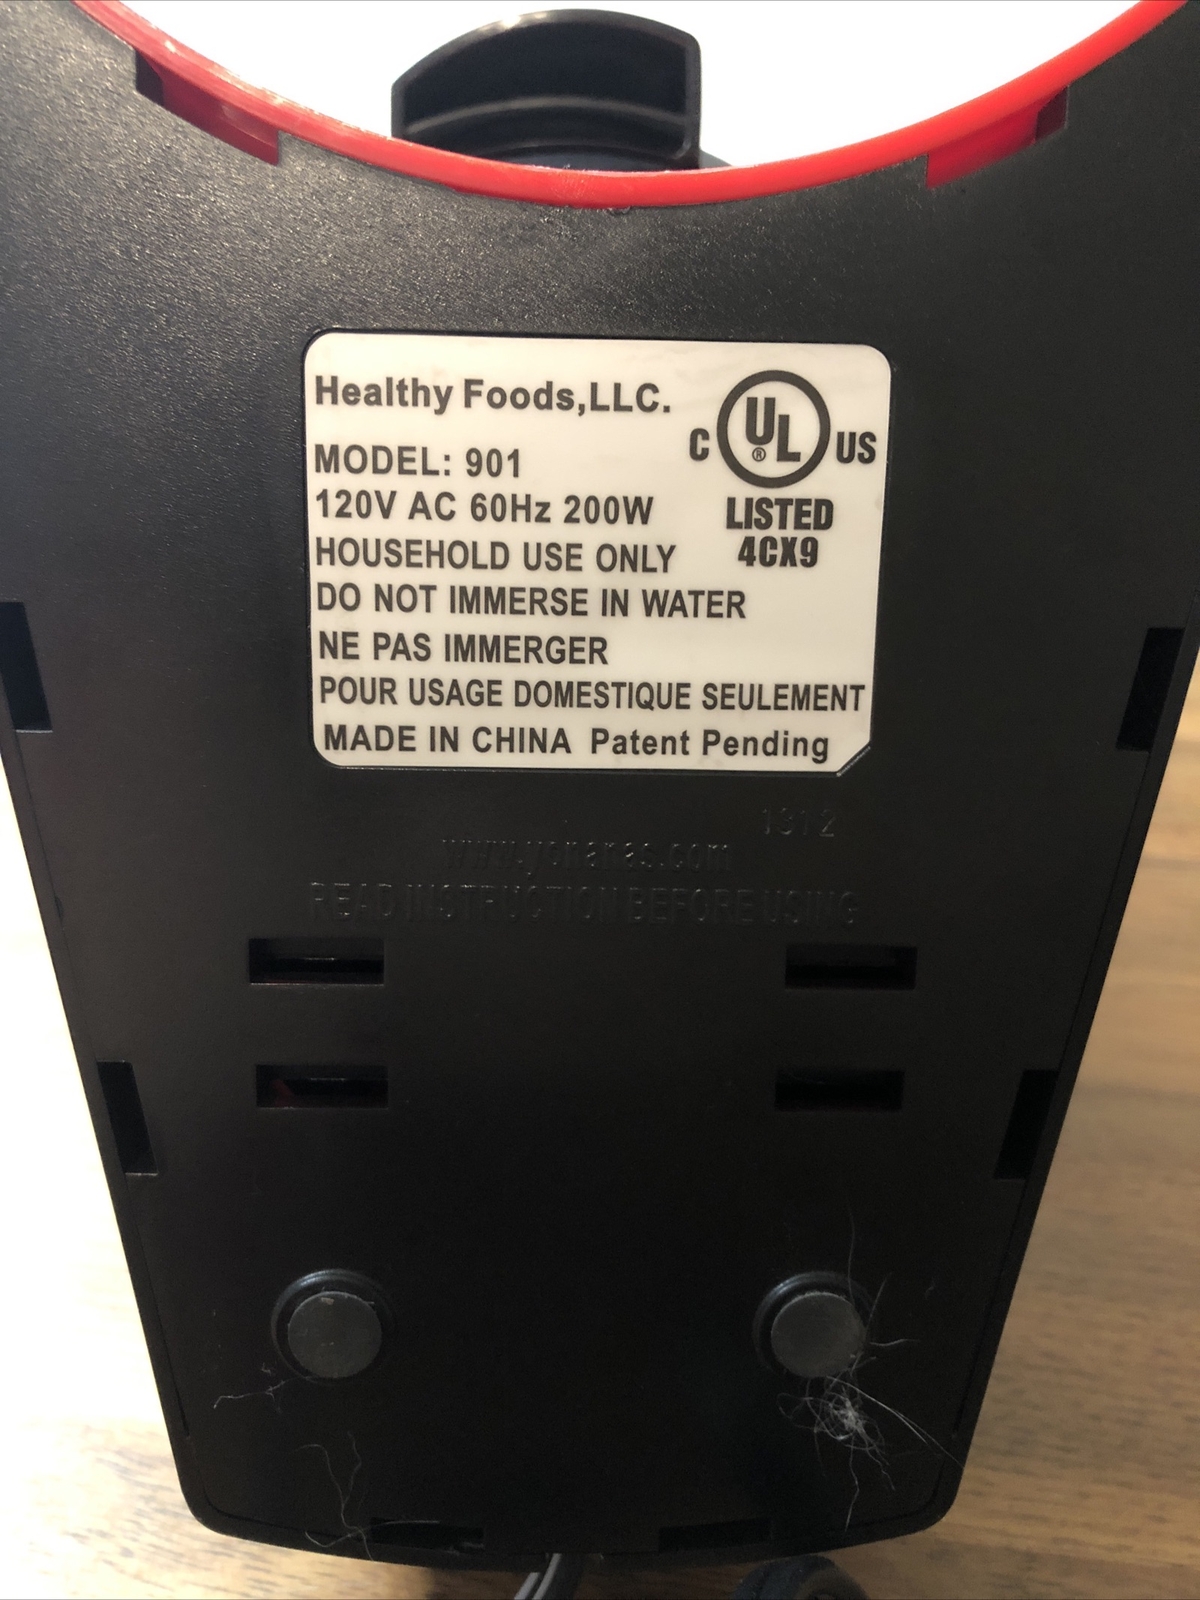 Healthy Foods,LLC.
C UL® US
MODEL: 901
120V AC 60Hz 200W
LISTED
4CX9
HOUSEHOLD USE ONLY
DO NOT IMMERSE IN WATER
NE PAS IMMERGER
POUR USAGE DOMESTIQUE SEULEMENT
MADE IN CHINA Patent Pending
1312
www.yonanas.com
READ INSTRUCTION BEFORE USING